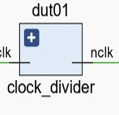 dut01
clk
nclk
clock_divider